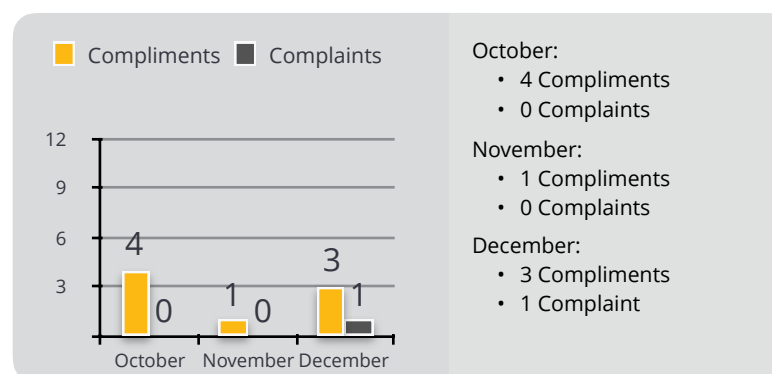 Compliments Complaints
12
9
6
3
4
0
1
0
3
1
October November December
October:
• 4 Compliments
• 0 Complaints
November:
• 1 Compliments
• 0 Complaints
December:
• 3 Compliments
• 1 Complaint